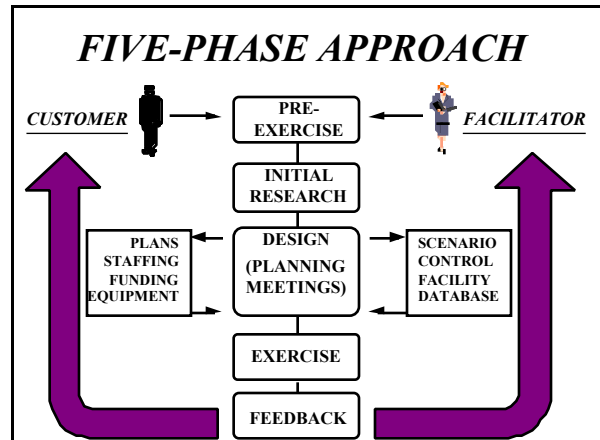 FIVE-PHASE APPROACH
CUSTOMER
PRE-
EXERCISE
FACILITATOR
INITIAL
RESEARCH
PLANS
STAFFING
FUNDING
EQUIPMENT
DESIGN
(PLANNING
MEETINGS)
SCENARIO
CONTROL
FACILITY
DATABASE
EXERCISE
FEEDBACK